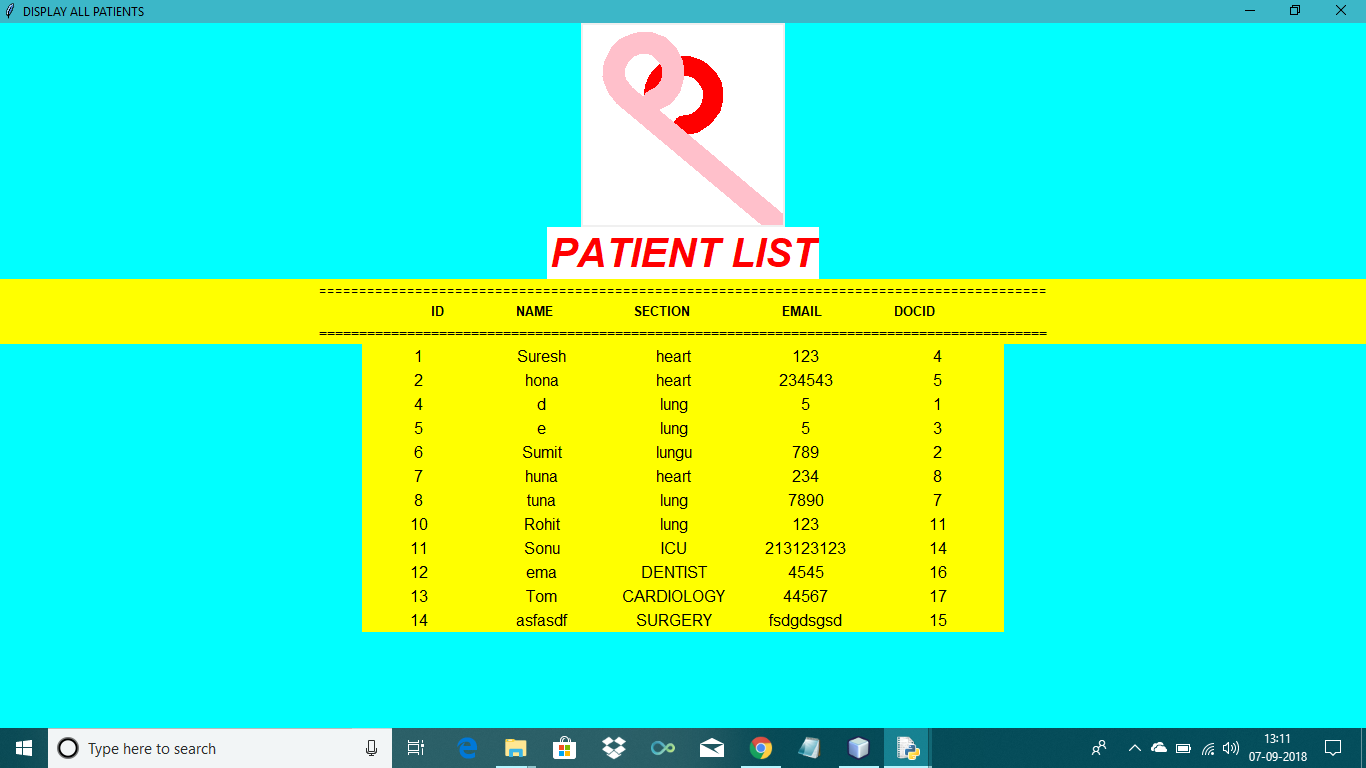 DISPLAY ALL PATIENTS
PATIENT LIST
===========================================================================================
ID NAME SECTION EMAIL DOCID
===========================================================================================
1 Suresh heart 123 4
2 hona heart 234543 5
4 d lung 5 1
5 e lung 5 3
6 Sumit lungu 789 2
7 huna heart 234 8
8 tuna lung 7890 7
10 Rohit lung 123 11
11 Sonu ICU 213123123 14
12 ema DENTIST 4545 16
13 Tom CARDIOLOGY 44567 17
14 asfasdf SURGERY fsdgdsgsd 15
Type here to search
13:11
07-09-2018